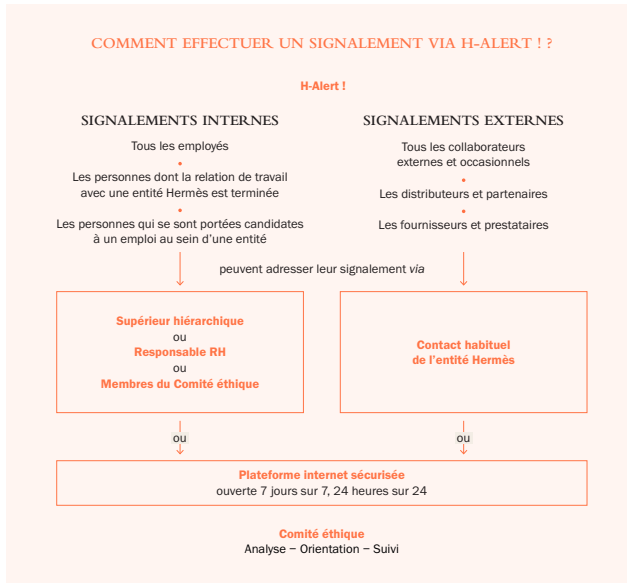 COMMENT EFFECTUER UN SIGNALEMENT VIA H-ALERT ! ?
H-Alert !
SIGNALEMENTS INTERNES
Tous les employés
•
Les personnes dont la relation de travail
avec une entité Hermès est terminée
•
Les personnes qui se sont portées candidates
à un emploi au sein d'une entité
SIGNALEMENTS EXTERNES
Tous les collaborateurs
externes et occasionnels
•
Les distributeurs et partenaires
•
Les fournisseurs et prestataires
peuvent adresser leur signalement via
Supérieur hiérarchique
ou
Responsable RH
ou
Membres du Comité éthique
Contact habituel
de l'entité Hermès
ou
ou
Plateforme internet sécurisée
ouverte 7 jours sur 7, 24 heures sur 24
Comité éthique
Analyse – Orientation – Suivi